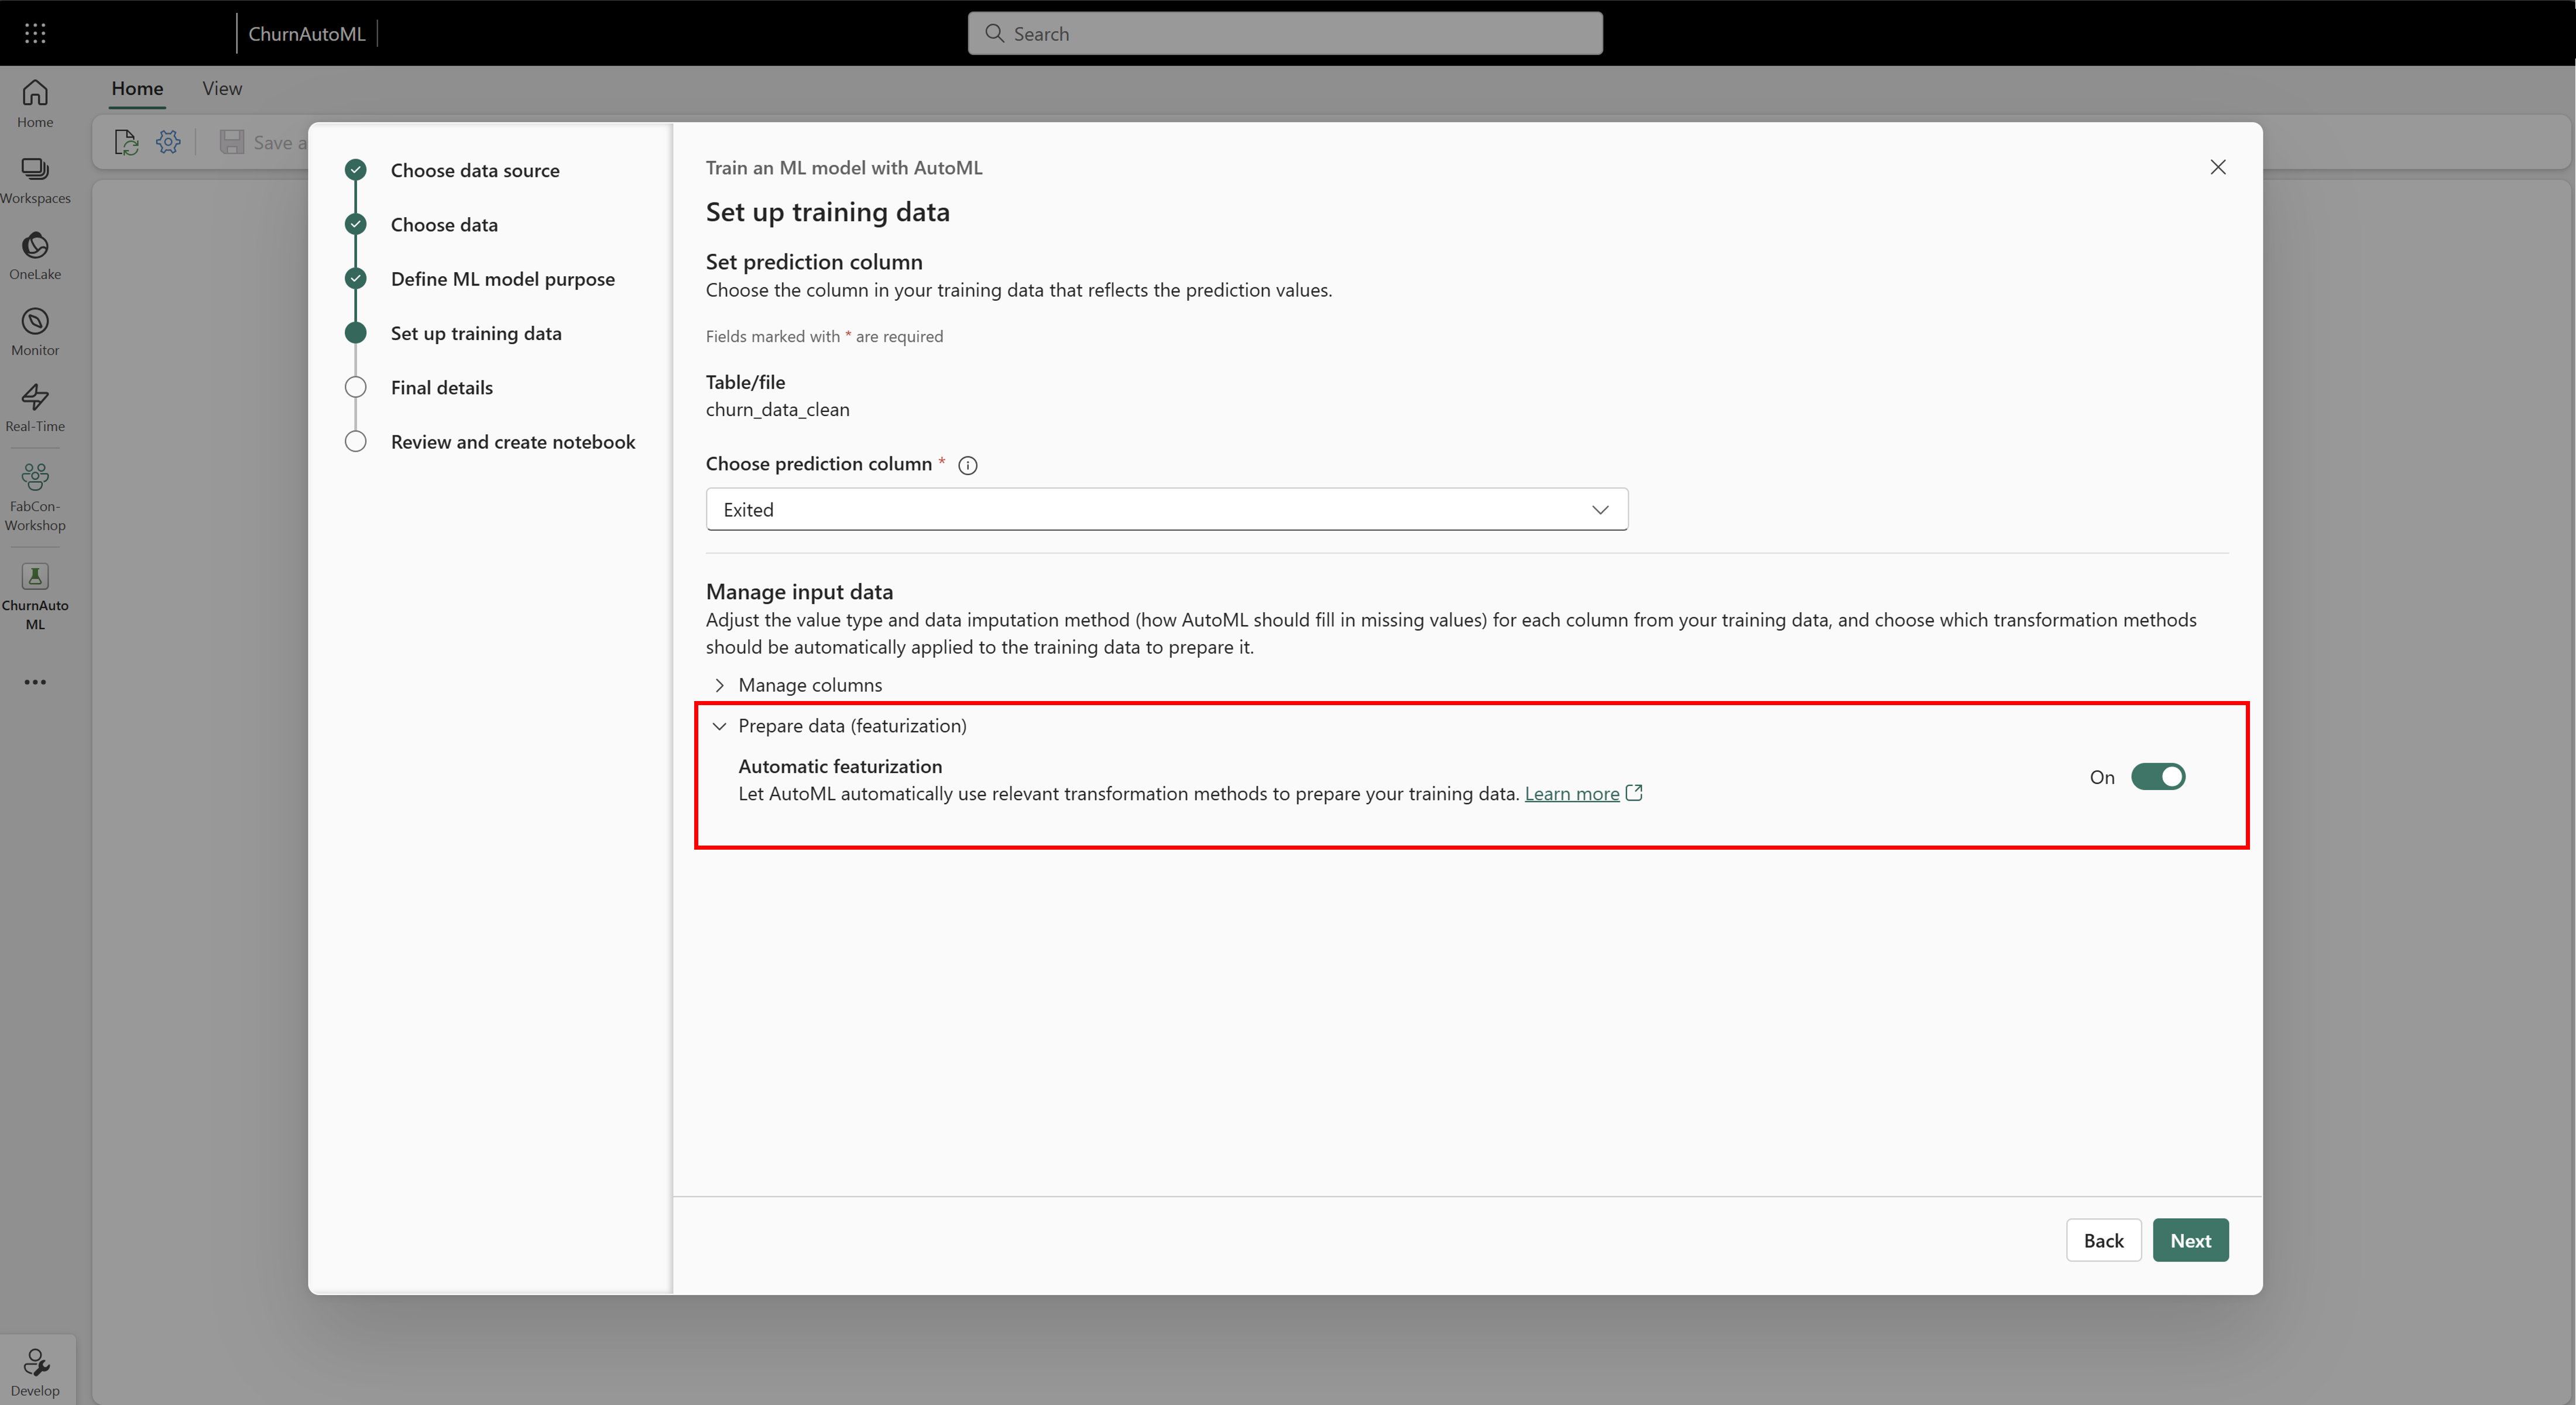 ChurnAutoML
Search
Home
Workspaces
OneLake
Monitor
Real-Time
FabCon-
Workshop
ChurnAuto
ML
Develop
Home View
Save a
Choose data source
Choose data
Define ML model purpose
Set up training data
Final details
Review and create notebook
Train an ML model with AutoML
Set up training data
Set prediction column
Choose the column in your training data that reflects the prediction values.
Fields marked with * are required
Table/file
churn_data_clean
Choose prediction column *
Exited
Manage input data
Adjust the value type and data imputation method (how AutoML should fill in missing values) for each column from your training data, and choose which transformation methods
should be automatically applied to the training data to prepare it.
Manage columns
Prepare data (featurization)
Automatic featurization
Let AutoML automatically use relevant transformation methods to prepare your training data. Learn more
On
Back Next